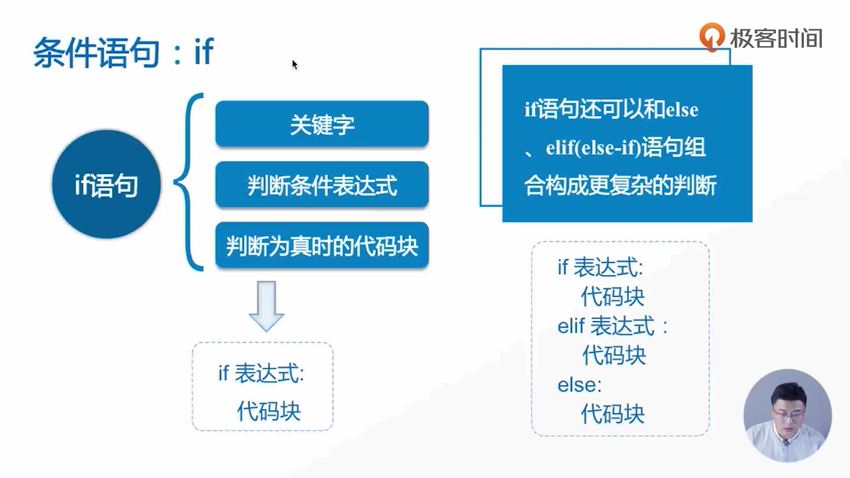 条件语句：if
极客时间
if语句
关键字
判断条件表达式
判断为真时的代码块
if 表达式:
代码块
if语句还可以和else
、elif(else-if)语句组
合构成更复杂的判断
if 表达式:
代码块
elif 表达式：
代码块
else:
代码块